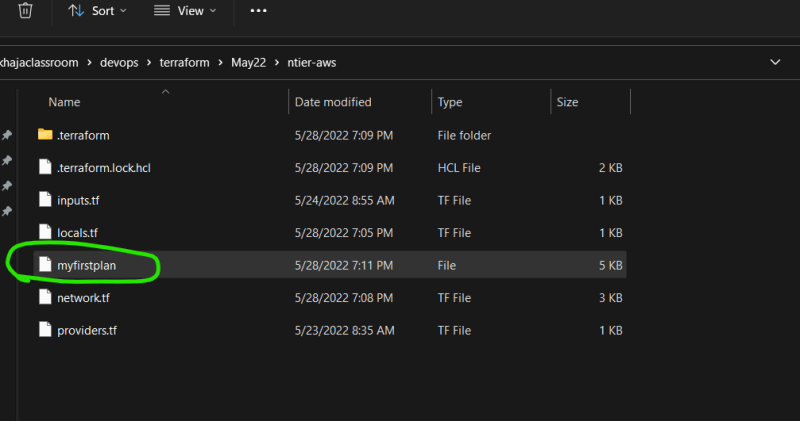 Sort View •••
khajaclassroom > devops > terraform > May22 > ntier-aws
Name Date modified Type Size
.terraform 5/28/2022 7:09 PM File folder
.terraform.lock.hcl 5/28/2022 7:09 PM HCL File 2 KB
inputs.tf 5/24/2022 8:55 AM TF File 1 KB
locals.tf 5/28/2022 7:05 PM TF File 1 KB
myfirstplan 5/28/2022 7:11 PM File 5 KB
network.tf 5/28/2022 7:08 PM TF File 3 KB
providers.tf 5/23/2022 8:35 AM TF File 1 KB